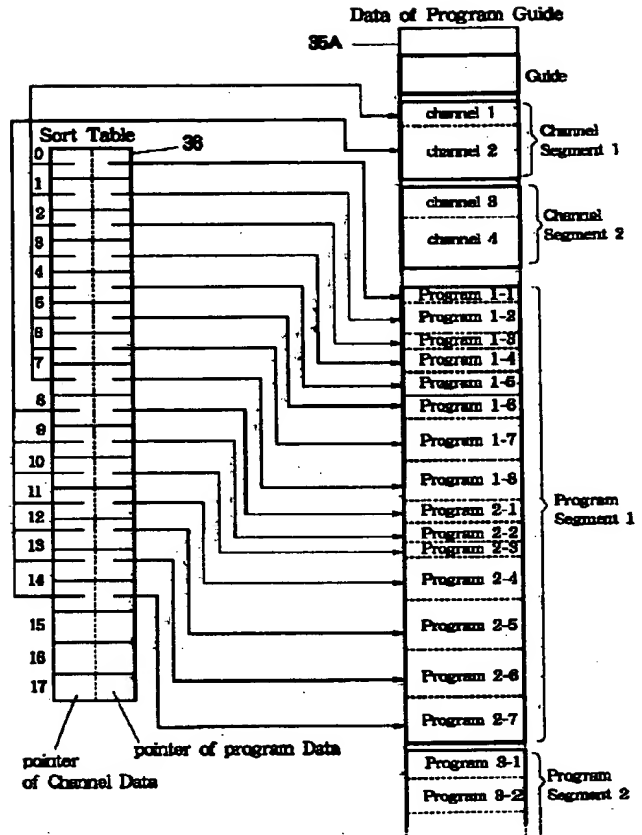 Data of Program Guide
35A
Guide
channel 1
channel 2
Channel
Segment 1
channel 3
channel 4
Channel
Segment 2
Sort Table
36
0
1
2
3
4
5
6
7
8
9
10
11
12
13
14
15
16
17
pointer
of Channel Data
pointer of program Data
Program 1-1
Program 1-2
Program 1-3
Program 1-4
Program 1-5
Program 1-6
Program 1-7
Program 1-8
Program 2-1
Program 2-2
Program 2-3
Program 2-4
Program 2-5
Program 2-6
Program 2-7
Program
Segment 1
Program 3-1
Program 3-2
Program
Segment 2